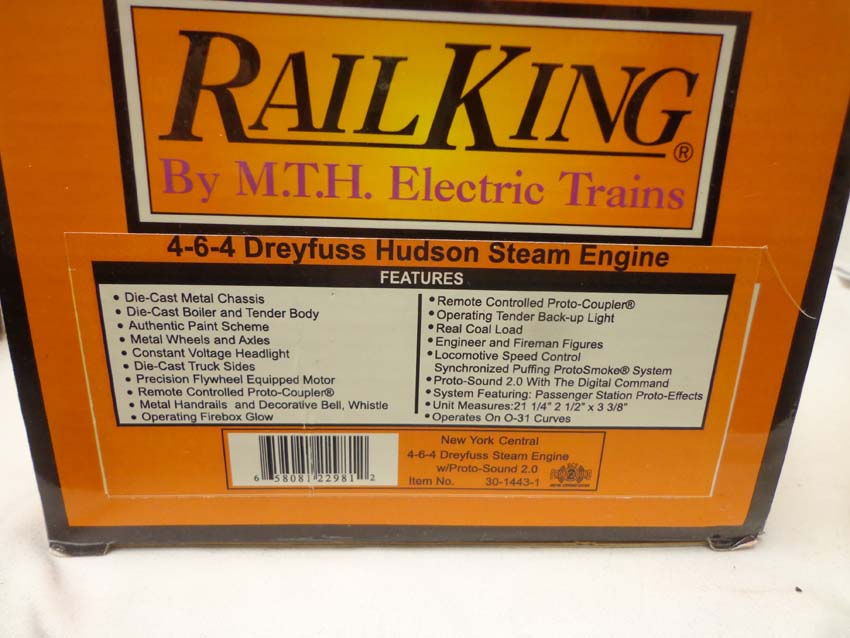 RAILKING®
By M.T.H. Electric Trains
4-6-4 Dreyfuss Hudson Steam Engine
FEATURES
• Die-Cast Metal Chassis
• Die-Cast Boiler and Tender Body
• Authentic Paint Scheme
• Metal Wheels and Axles
• Constant Voltage Headlight
• Die-Cast Truck Sides
• Precision Flywheel Equipped Motor
• Remote Controlled Proto-Coupler®
• Metal Handrails and Decorative Bell, Whistle
• Operating Firebox Glow
• Remote Controlled Proto-Coupler®
• Operating Tender Back-up Light
• Real Coal Load
• Engineer and Fireman Figures
• Locomotive Speed Control
Synchronized Puffing ProtoSmoke® System
• Proto-Sound 2.0 With The Digital Command
• System Featuring: Passenger Station Proto-Effects
• Unit Measures:21 1/4" 2 1/2" x 3 3/8"
• Operates On O-31 Curves
6 58081 22981 2
New York Central
4-6-4 Dreyfuss Steam Engine
w/Proto-Sound 2.0
Item No. 30-1443-1